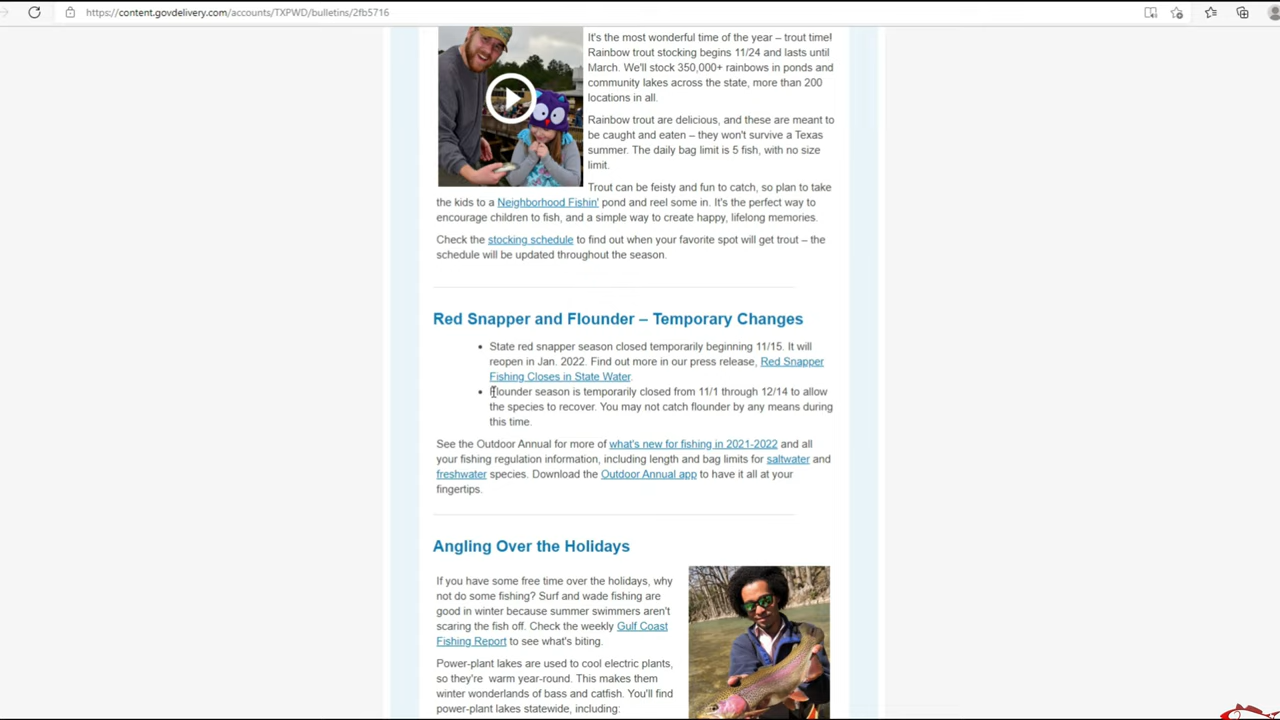 https://content.govdelivery.com/accounts/TXPWD/bulletins/2fb5716
It's the most wonderful time of the year – trout time!
Rainbow trout stocking begins 11/24 and lasts until
March. We'll stock 350,000+ rainbows in ponds and
community lakes across the state, more than 200
locations in all.
Rainbow trout are delicious, and these are meant to
be caught and eaten – they won't survive a Texas
summer. The daily bag limit is 5 fish, with no size
limit.
Trout can be feisty and fun to catch, so plan to take
the kids to a Neighborhood Fishin' pond and reel some in. It's the perfect way to
encourage children to fish, and a simple way to create happy, lifelong memories.
Check the stocking schedule to find out when your favorite spot will get trout – the
schedule will be updated throughout the season.
Red Snapper and Flounder – Temporary Changes
• State red snapper season closed temporarily beginning 11/15. It will
reopen in Jan. 2022. Find out more in our press release, Red Snapper
Fishing Closes in State Water.
• Flounder season is temporarily closed from 11/1 through 12/14 to allow
the species to recover. You may not catch flounder by any means during
this time.
See the Outdoor Annual for more of what's new for fishing in 2021-2022 and all
your fishing regulation information, including length and bag limits for saltwater and
freshwater species. Download the Outdoor Annual app to have it all at your
fingertips.
Angling Over the Holidays
If you have some free time over the holidays, why
not do some fishing? Surf and wade fishing are
good in winter because summer swimmers aren't
scaring the fish off. Check the weekly Gulf Coast
Fishing Report to see what's biting.
Power-plant lakes are used to cool electric plants,
so they're warm year-round. This makes them
winter wonderlands of bass and catfish. You'll find
power-plant lakes statewide, including: